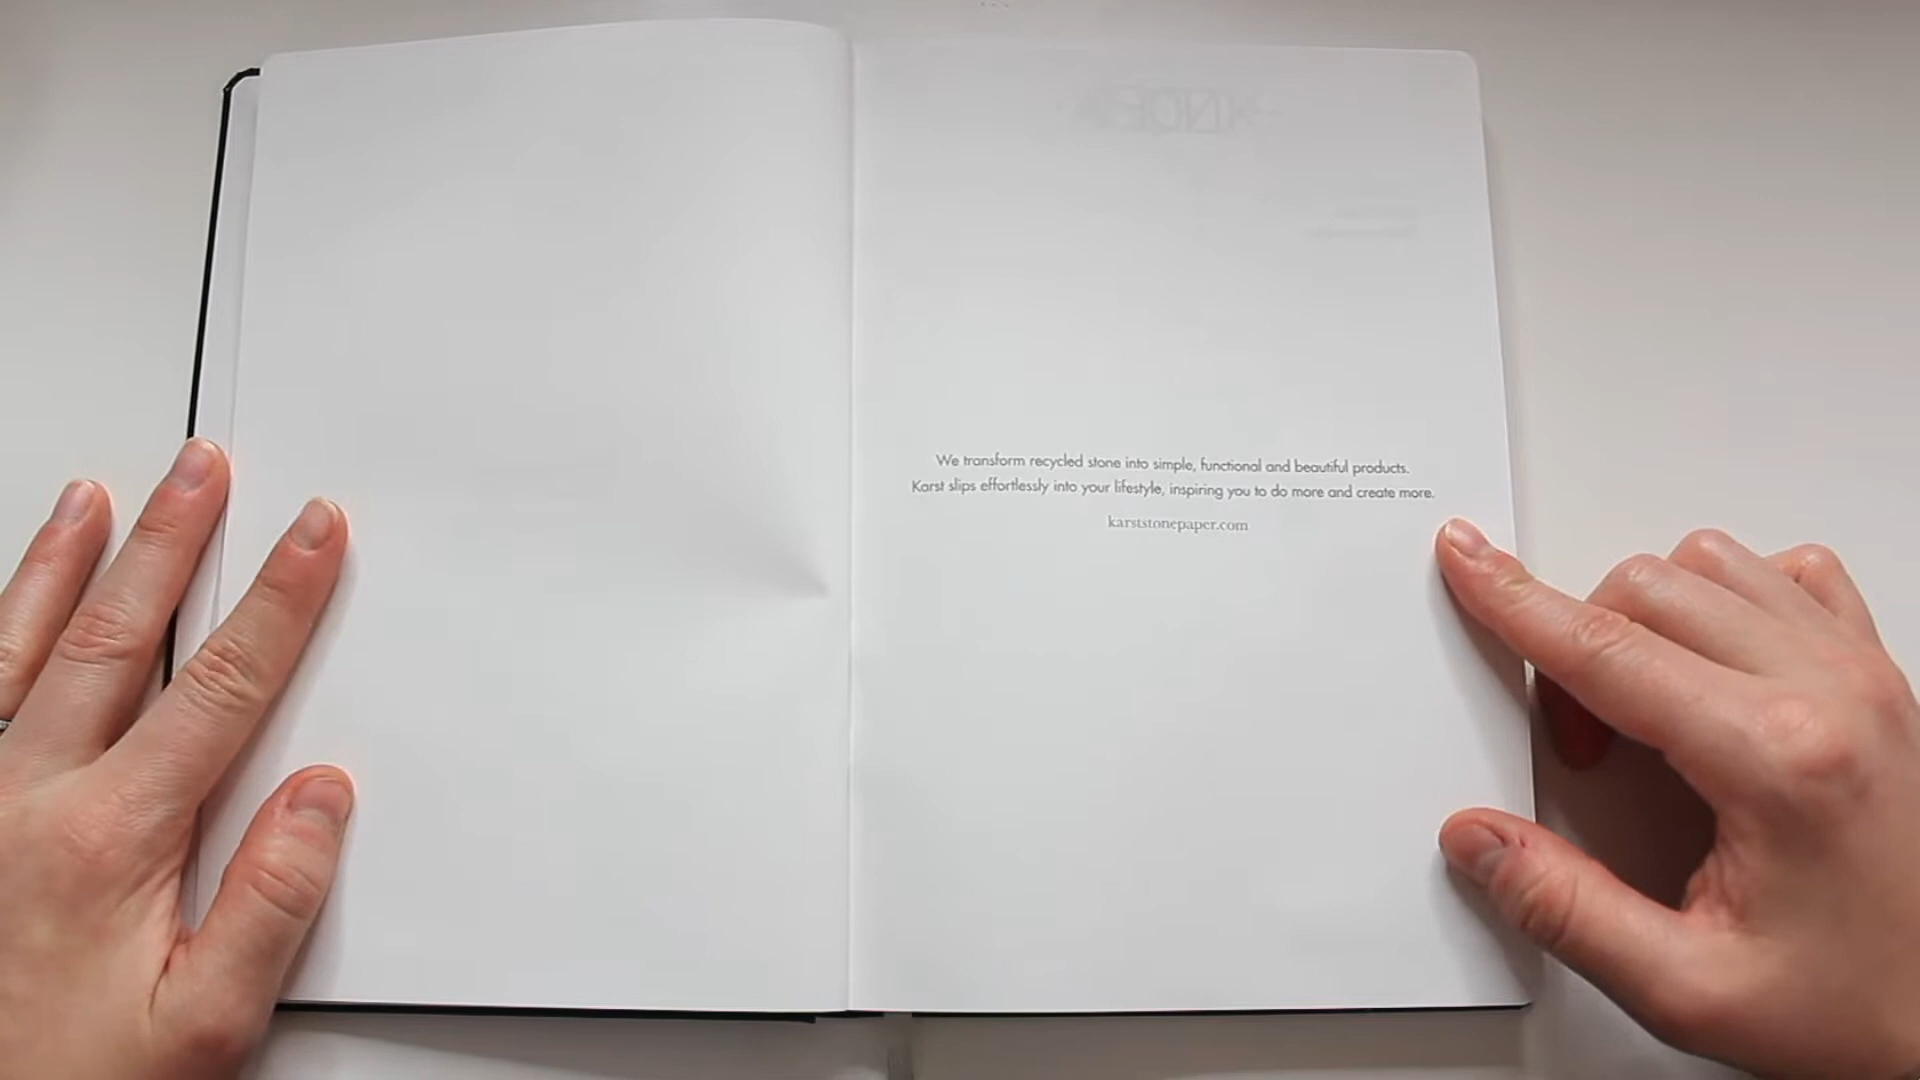 We transform recycled stone into simple, functional and beautiful products.
Karst slips effortlessly into your lifestyle, inspiring you to do more and create more.
karststonepaper.com